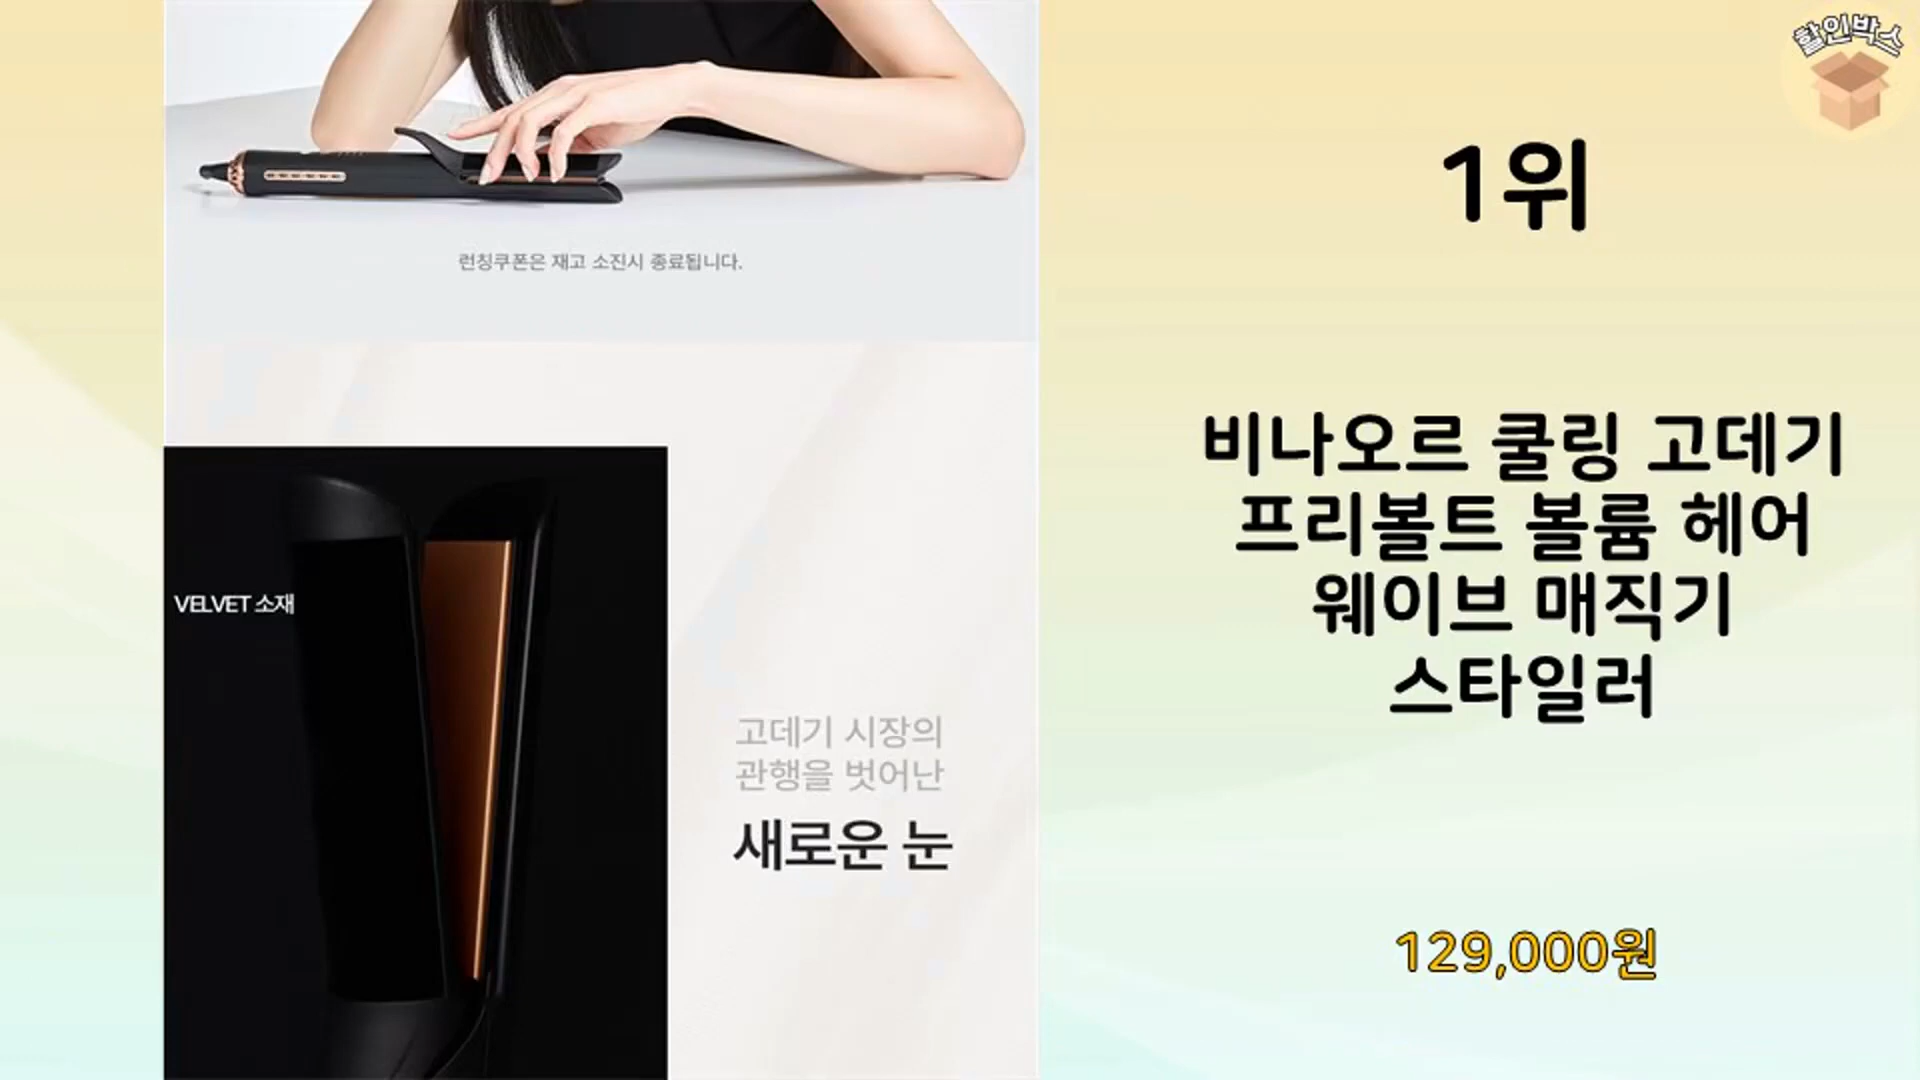 할인박스
1위
런칭쿠폰은 재고 소진시 종료됩니다.
비나오르 쿨링 고데기
프리볼트 볼륨 헤어
웨이브 매직기
스타일러
VELVET 소재
고데기 시장의
관행을 벗어난
새로운 눈
129,000원